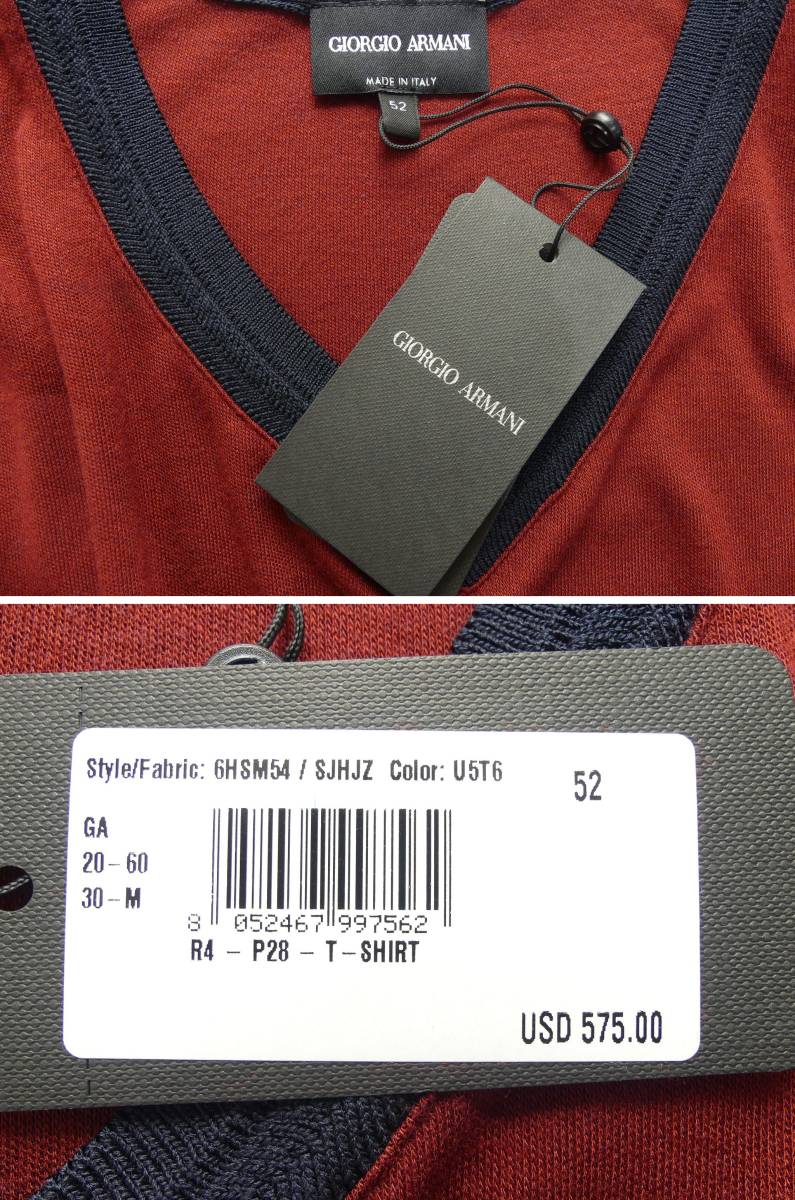 GIORGIO ARMANI
MADE IN ITALY
52
GIORGIO ARMANI
Style/Fabric: 6HSM54 / SJHJZ Color: U5T6
52
GA
20-60
30-M
8 052467 997562
R4 - P28 - T-SHIRT
USD 575.00